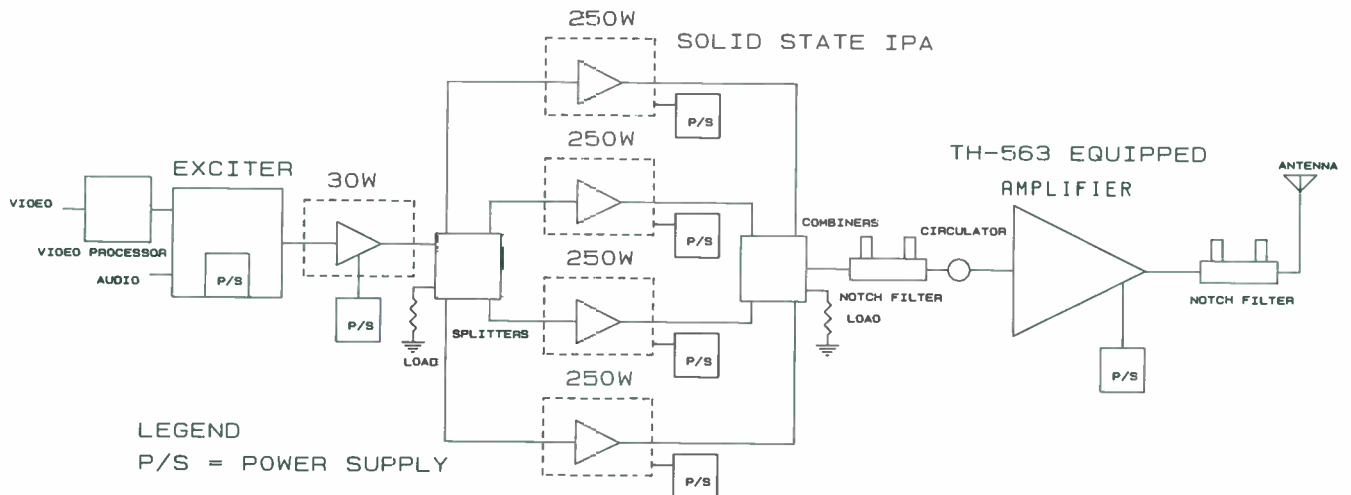 250W
SOLID STATE IPA
P/S
EXCITER
30W
250W
P/S
TH-563 EQUIPPED
AMPLIFIER
ANTENNA
VIDEO
VIDEO PROCESSOR
AUDIO
P/S
P/S
LOAD
SPLITTERS
250W
P/S
COMBINERS
CIRCULATOR
NOTCH FILTER
LOAD
P/S
NOTCH FILTER
250W
P/S
LEGEND
P/S = POWER SUPPLY